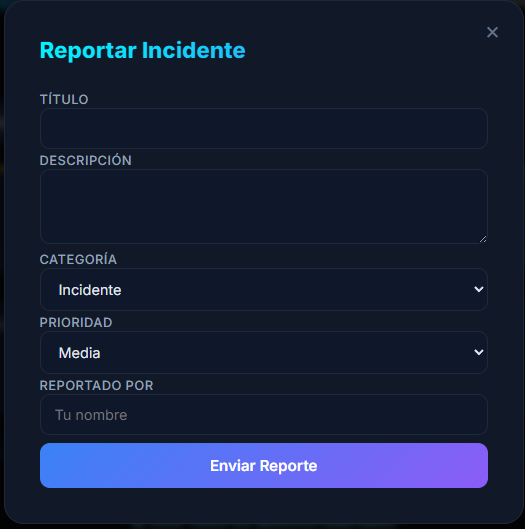 Reportar Incidente
TÍTULO
DESCRIPCIÓN
CATEGORÍA
Incidente
PRIORIDAD
Media
REPORTADO POR
Tu nombre
Enviar Reporte